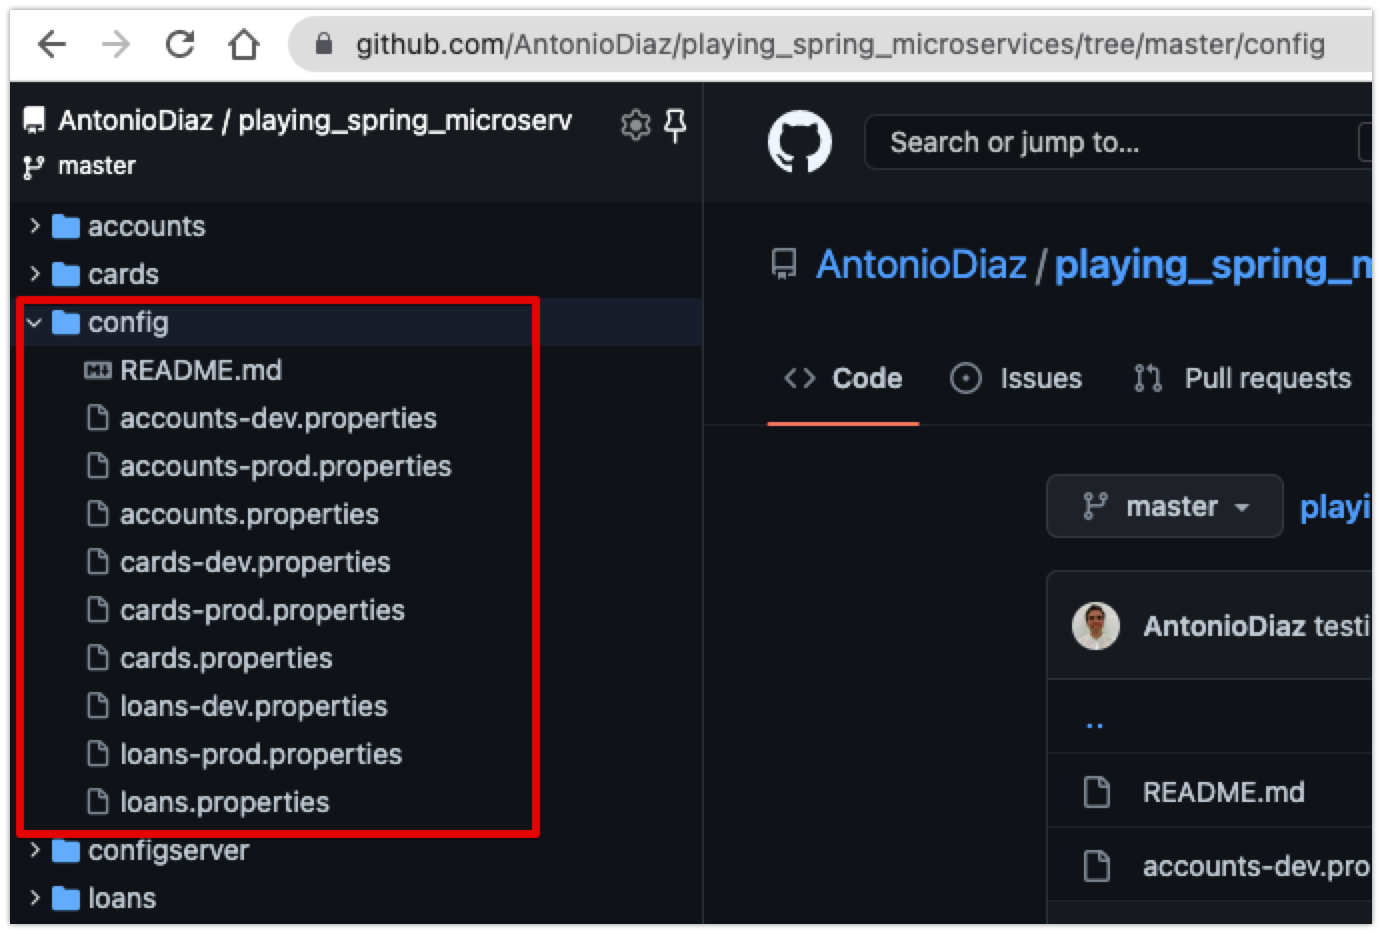 github.com/AntonioDiaz/playing_spring_microservices/tree/master/config
AntonioDiaz / playing_spring_microserv
master
accounts
cards
config
README.md
accounts-dev.properties
accounts-prod.properties
accounts.properties
cards-dev.properties
cards-prod.properties
cards.properties
loans-dev.properties
loans-prod.properties
loans.properties
configserver
loans
Search or jump to...
AntonioDiaz / playing_spring_m
Code Issues Pull requests
master playi
AntonioDiaz testi
..
README.md
accounts-dev.pro